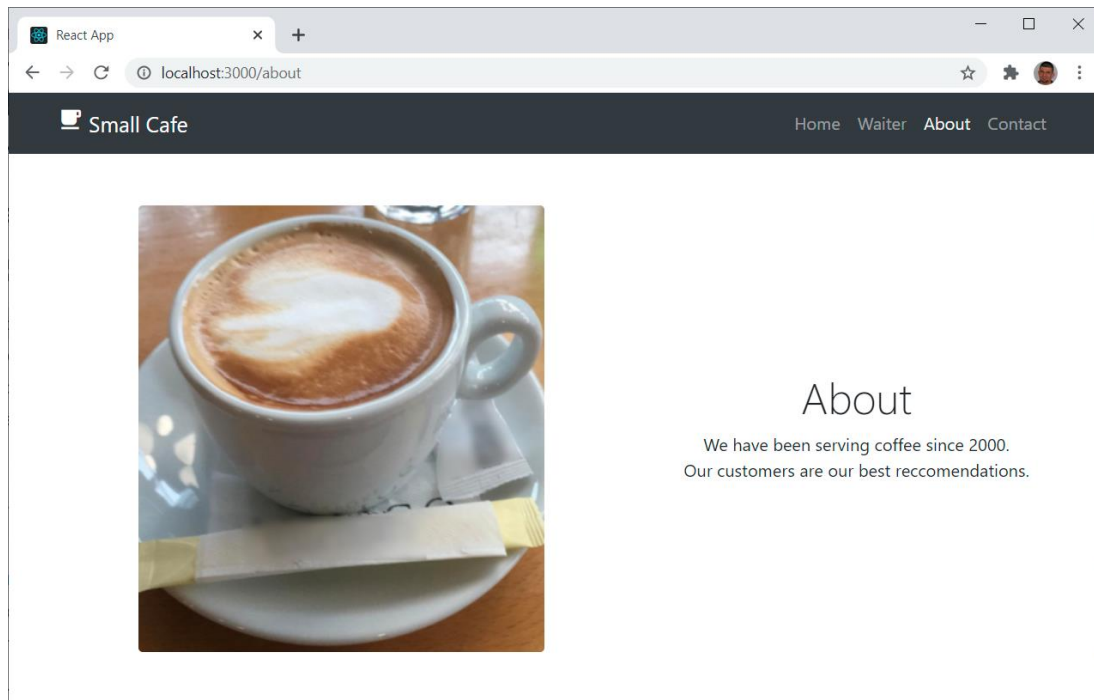 React App
localhost:3000/about
Small Cafe
Home Waiter About Contact
About
We have been serving coffee since 2000.
Our customers are our best reccomendations.